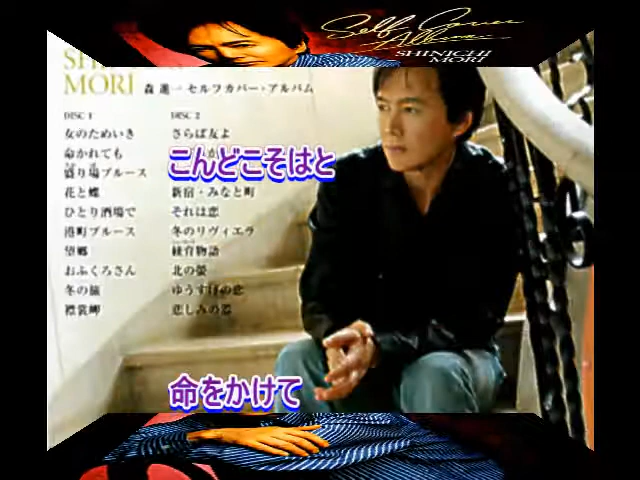 Self Cover
Album
SHINICHI
MORI
MORI 森 進一 セルフカバー・アルバム
DISC 1
女のためいき
命かれても
盛り場ブルース
花と蝶
ひとり酒場で
港町ブルース
望郷
おふくろさん
冬の旅
襟裳岬
DISC 2
さらば友よ
こんどこそはと
新宿・みなと町
それは恋
冬のリヴィエラ
紐育物語
北の螢
ゆうすげの恋
悲しみの器
命をかけて